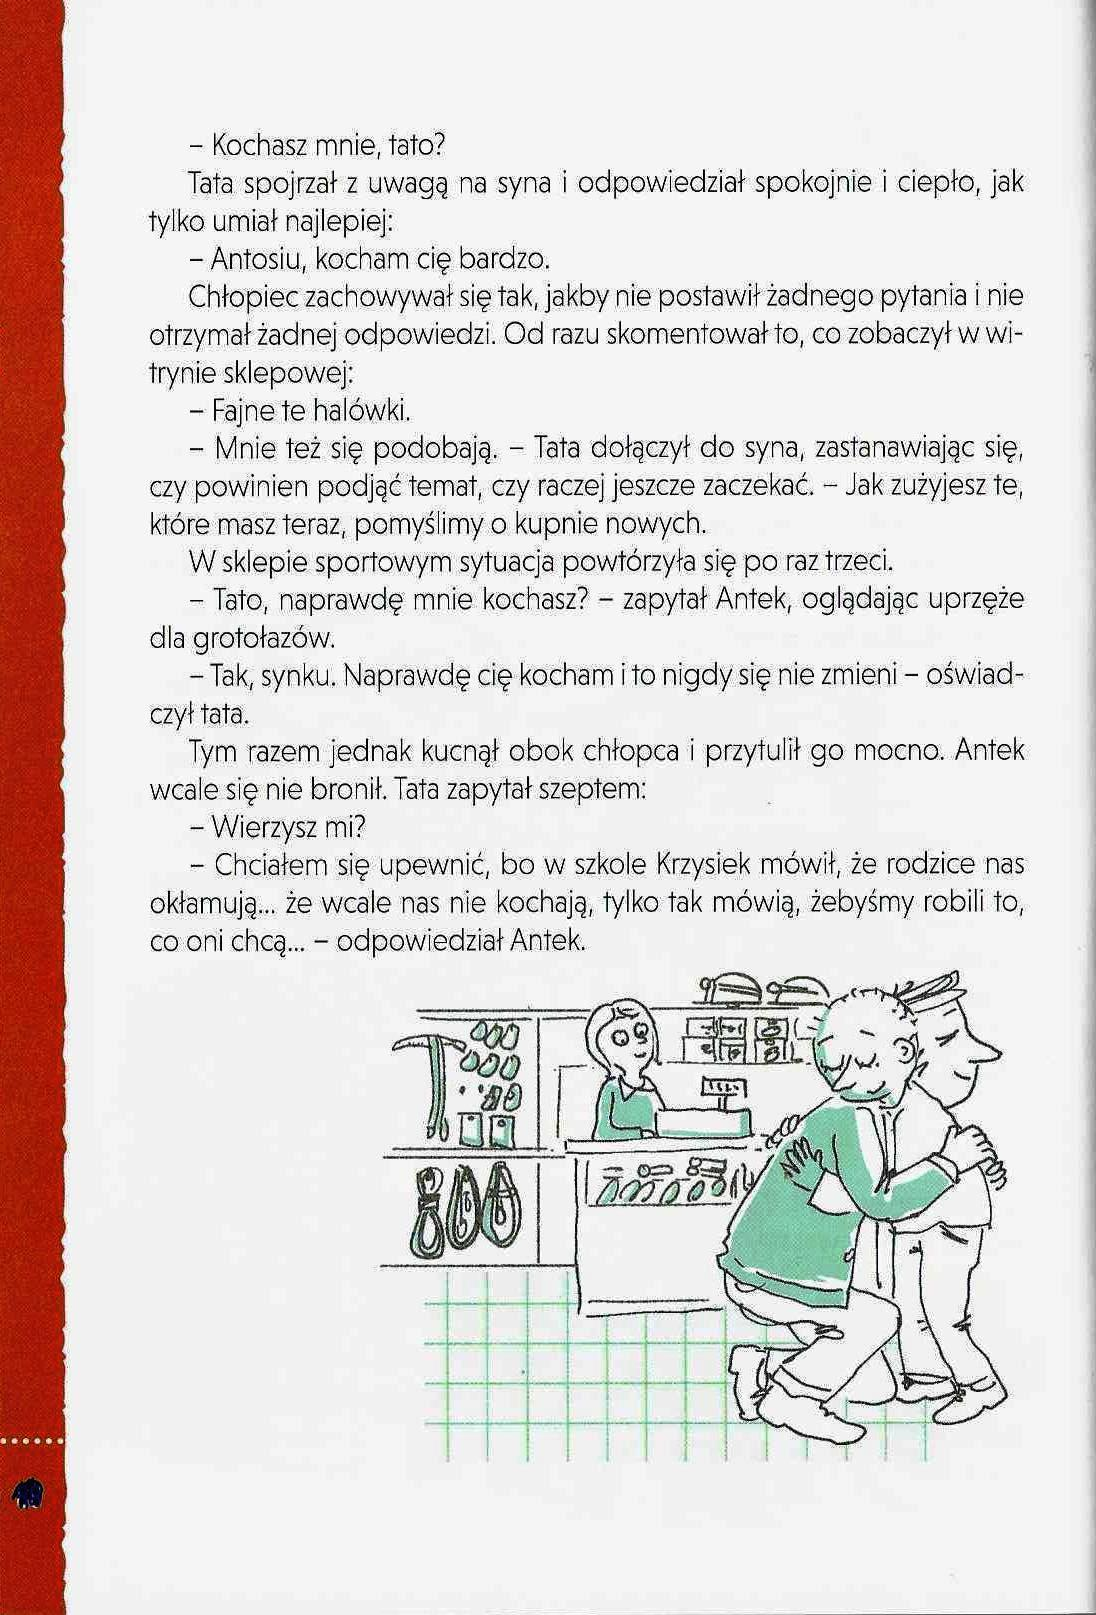 – Kochasz mnie, tato?
Tata spojrzał z uwagą na syna i odpowiedział spokojnie i ciepło, jak
tylko umiał najlepiej:
– Antosiu, kocham cię bardzo.
Chłopiec zachowywał się tak, jakby nie postawił żadnego pytania i nie
otrzymał żadnej odpowiedzi. Od razu skomentował to, co zobaczył w wi-
trynie sklepowej:
– Fajne te halówki.
– Mnie też się podobają. – Tata dołączył do syna, zastanawiając się,
czy powinien podjąć temat, czy raczej jeszcze zaczekać. – Jak zużyjesz te,
które masz teraz, pomyślimy o kupnie nowych.
W sklepie sportowym sytuacja powtórzyła się po raz trzeci.
– Tato, naprawdę mnie kochasz? – zapytał Antek, oglądając uprzęże
dla grotołazów.
– Tak, synku. Naprawdę cię kocham i to nigdy się nie zmieni – oświad-
czył tata.
Tym razem jednak kucnął obok chłopca i przytulił go mocno. Antek
wcale się nie bronił. Tata zapytał szeptem:
– Wierzysz mi?
– Chciałem się upewnić, bo w szkole Krzysiek mówił, że rodzice nas
okłamują... że wcale nas nie kochają, tylko tak mówią, żebyśmy robili to,
co oni chcą... – odpowiedział Antek.